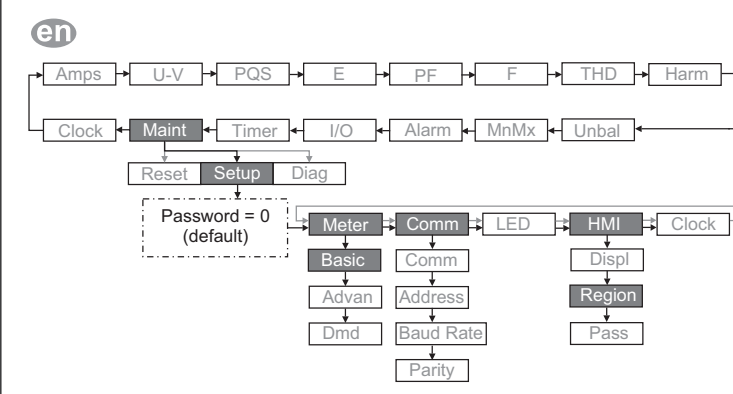 en
Amps U-V PQS E PF F THD Harm
Clock Maint Timer I/O Alarm MnMx Unbal
Reset Setup Diag
Password = 0
(default)
Meter Comm LED HMI Clock
Basic Comm Displ
Advan Address Region
Dmd Baud Rate Pass
Parity